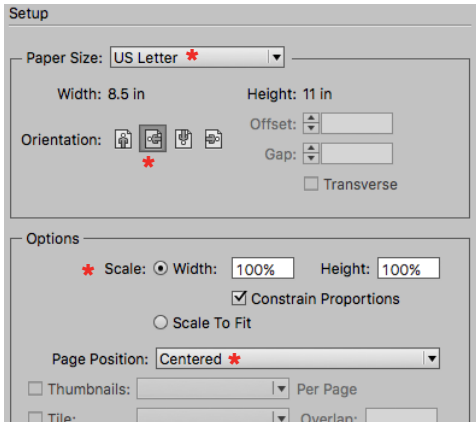 Setup
Paper Size: US Letter *
Width: 8.5 in Height: 11 in
Orientation: Offset:
*
Gap:
Transverse
Options
* Scale: Width: 100% Height: 100%
Constrain Proportions
Scale To Fit
Page Position: Centered *
Thumbnails: Per Page
Tile: Overlap: